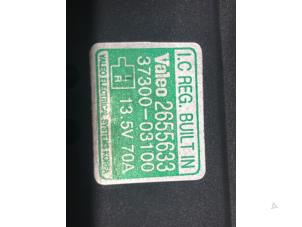 I.C REG. BUILT IN
Valeo 2655633
37300-03100
R 13.5V 70A
VALEO ELECTRICAL SYSTEMS KOREA